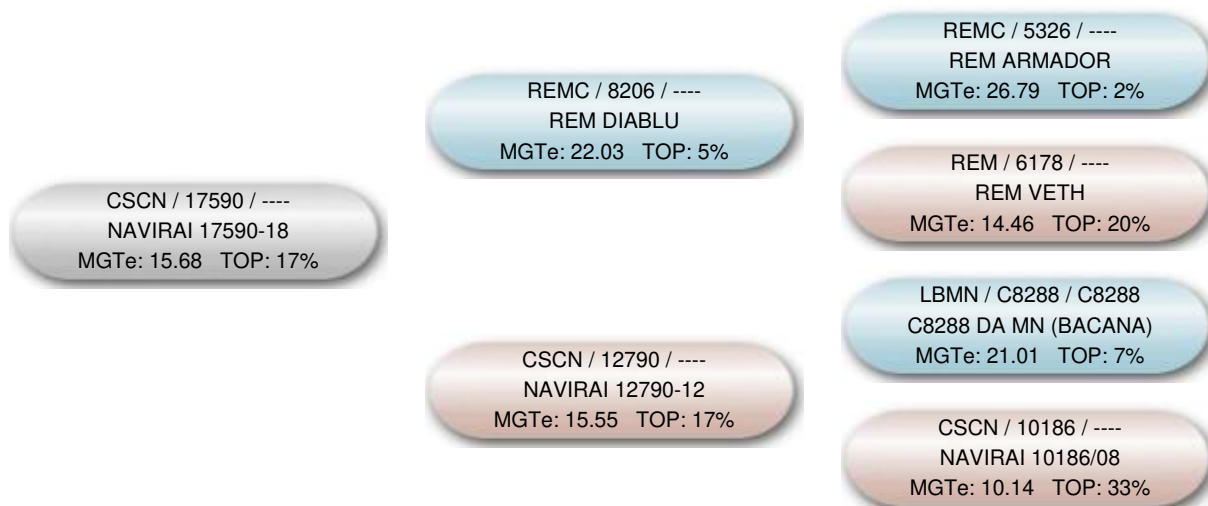 CSCN / 17590 / ----
NAVIRAI 17590-18
MGTe: 15.68 TOP: 17%
REMC / 8206 / ----
REM DIABLU
MGTe: 22.03 TOP: 5%
CSCN / 12790 / ----
NAVIRAI 12790-12
MGTe: 15.55 TOP: 17%
REMC / 5326 / ----
REM ARMADOR
MGTe: 26.79 TOP: 2%
REM / 6178 / ----
REM VETH
MGTe: 14.46 TOP: 20%
LBMN / C8288 / C8288
C8288 DA MN (BACANA)
MGTe: 21.01 TOP: 7%
CSCN / 10186 / ----
NAVIRAI 10186/08
MGTe: 10.14 TOP: 33%